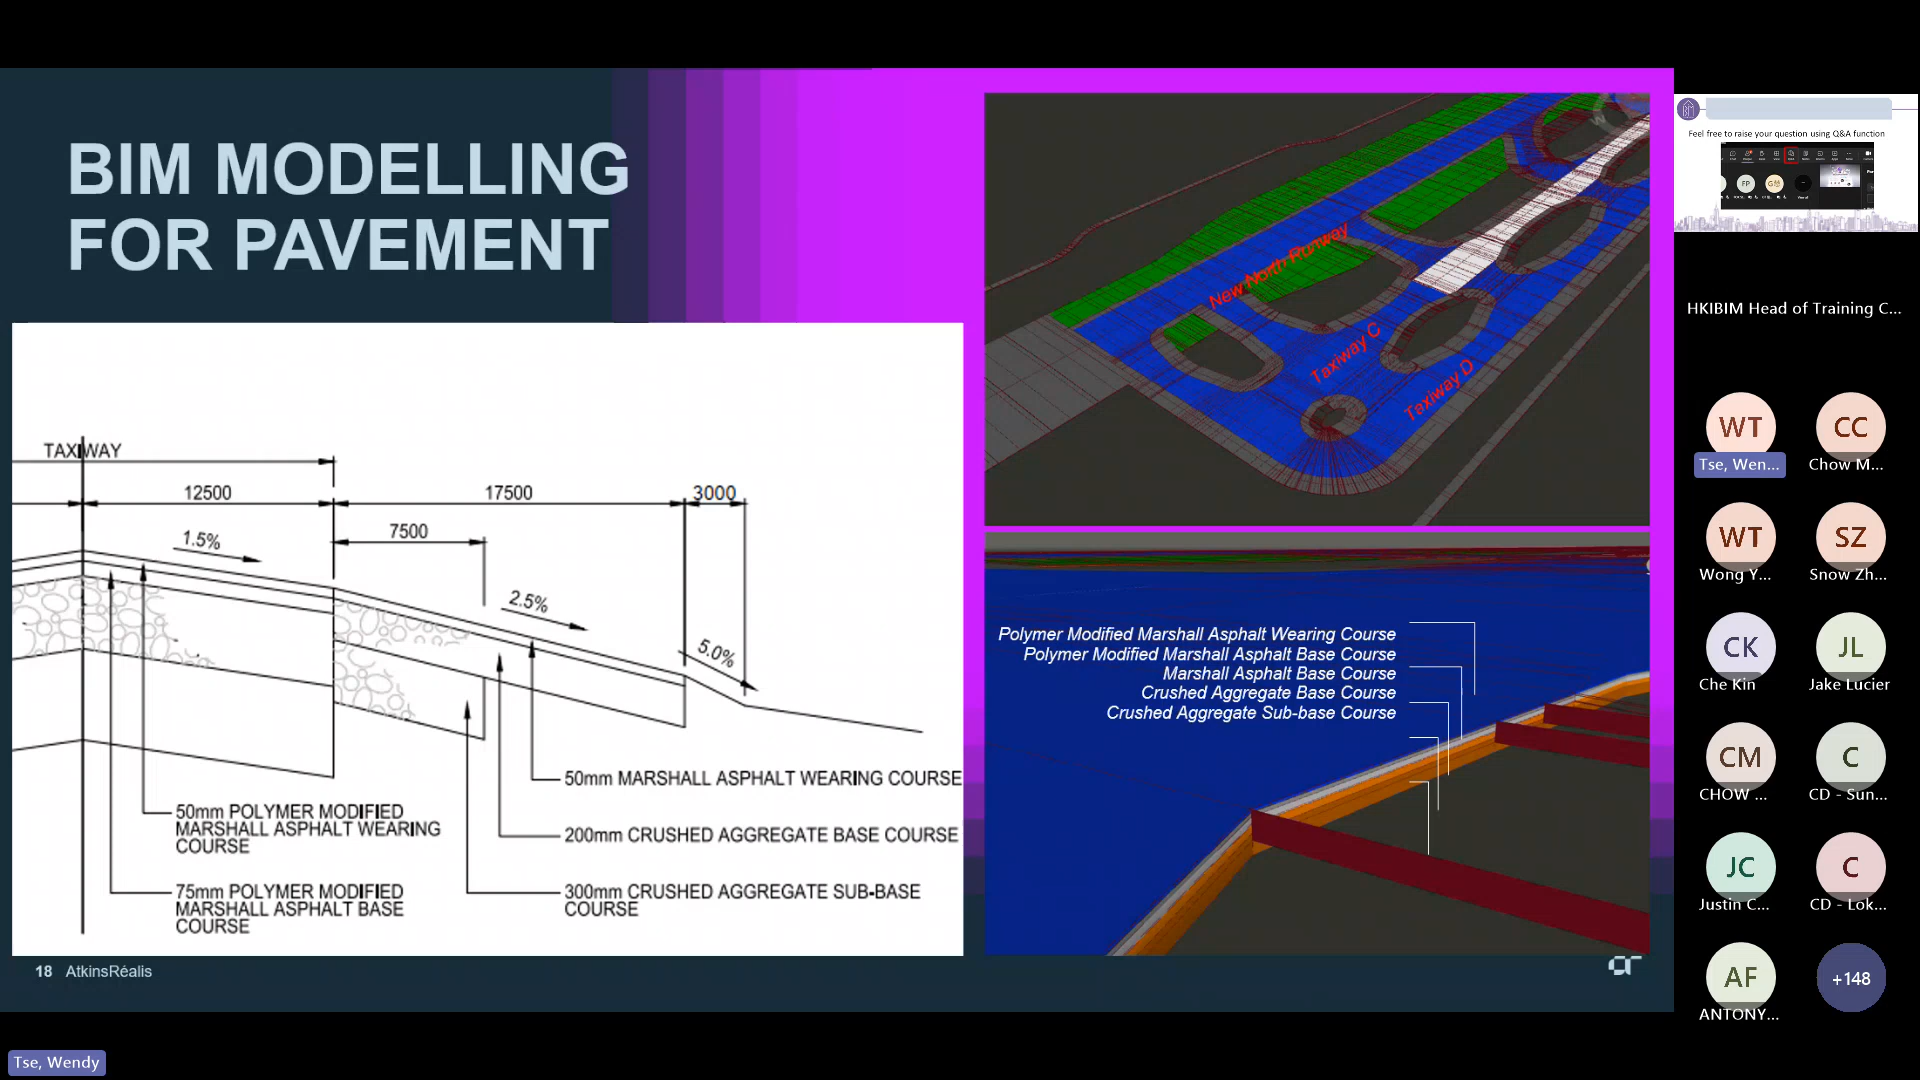 BIM MODELLING
FOR PAVEMENT
TAXIWAY
12500
17500
3000
7500
1.5%
2.5%
5.0%
50mm MARSHALL ASPHALT WEARING COURSE
50mm POLYMER MODIFIED
MARSHALL ASPHALT WEARING
COURSE
200mm CRUSHED AGGREGATE BASE COURSE
75mm POLYMER MODIFIED
MARSHALL ASPHALT BASE
COURSE
300mm CRUSHED AGGREGATE SUB-BASE
COURSE
New North Runway
Taxiway C
Taxiway D
Polymer Modified Marshall Asphalt Wearing Course
Polymer Modified Marshall Asphalt Base Course
Marshall Asphalt Base Course
Crushed Aggregate Base Course
Crushed Aggregate Sub-base Course
18 AtkinsRéalis
Feel free to raise your question using Q&A function
FP
HKIBIM Head of Training C...
WT
Tse, Wen...
CC
Chow M...
WT
Wong Y...
SZ
Snow Zh...
CK
Che Kin
JL
Jake Lucier
CM
CHOW ...
C
CD - Sun...
JC
Justin C...
C
CD - Lok...
AF
ANTONY...
+148
Tse, Wendy